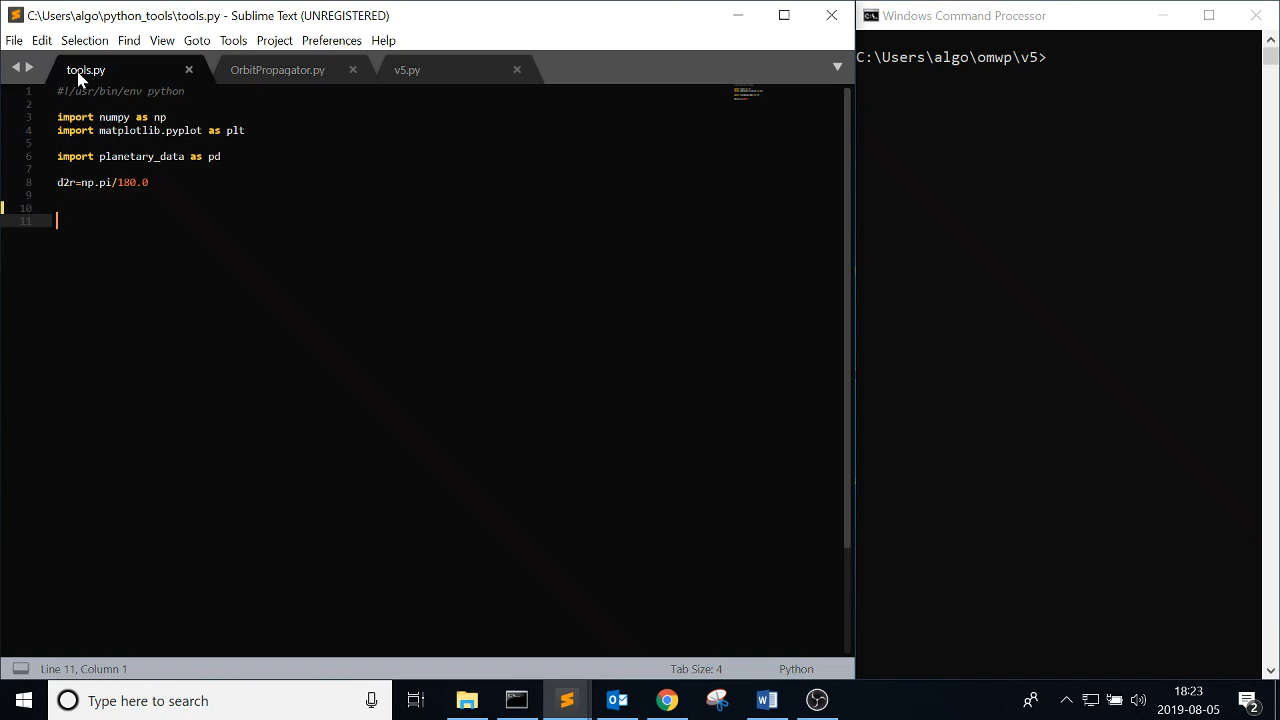 C:\Users\algo\python_tools\tools.py - Sublime Text (UNREGISTERED)
File Edit Selection Find View Goto Tools Project Preferences Help
tools.py OrbitPropagator.py v5.py
1 #!/usr/bin/env python
2
3 import numpy as np
4 import matplotlib.pyplot as plt
5
6 import planetary_data as pd
7
8 d2r=np.pi/180.0
9
10
11
Line 11, Column 1 Tab Size: 4 Python
Windows Command Processor
C:\Users\algo\omwp\v5>
Type here to search
18:23
2019-08-05
2